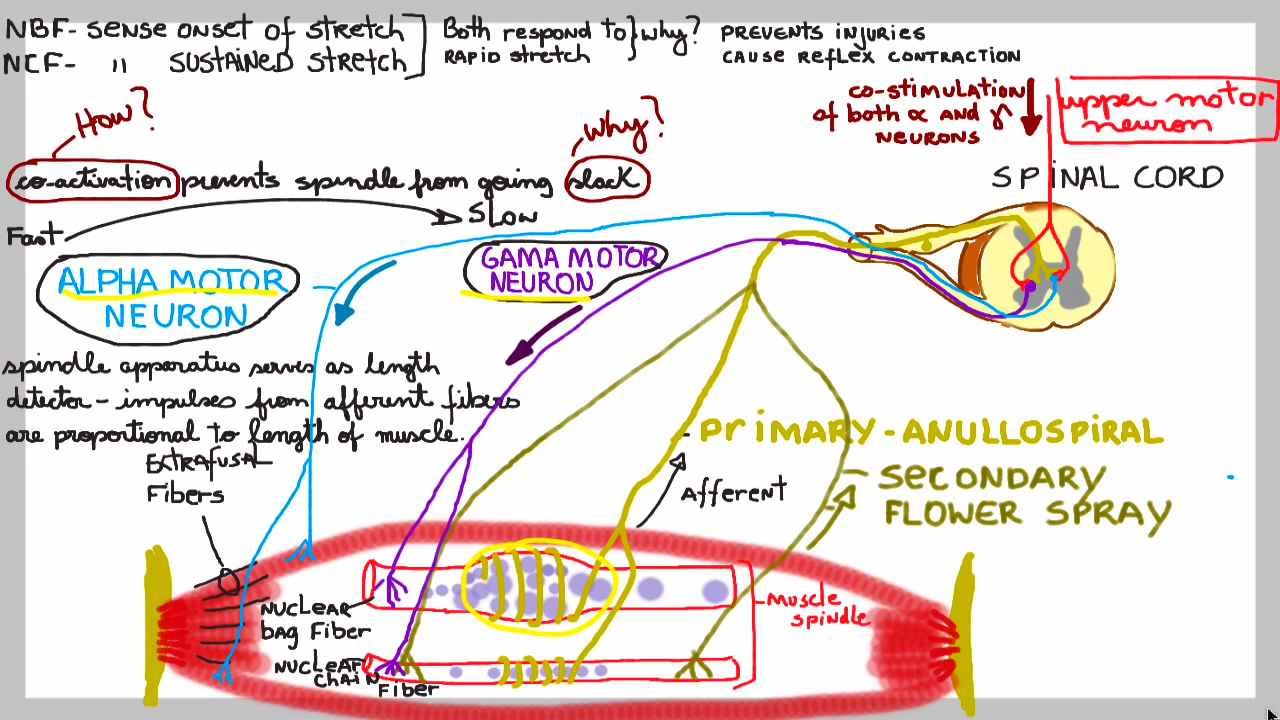 NBF- sense onset of stretch
NCF- " sustained stretch
Both respond to
rapid stretch
why?
prevents injuries
cause reflex contraction
How?
why?
co-stimulation
of both α and γ
neurons
upper motor
neuron
co-activation prevents spindle from going slack
SPINAL CORD
Fast
Slow
ALPHA MOTOR
NEURON
GAMA MOTOR
NEURON
spindle apparatus serves as length
detector - impulses from afferent fibers
are proportional to length of muscle.
Extrafusal
Fibers
Primary - Anullospiral
Afferent
Secondary
Flower Spray
Nuclear
bag Fiber
Nuclear
chain
Fiber
Muscle
spindle